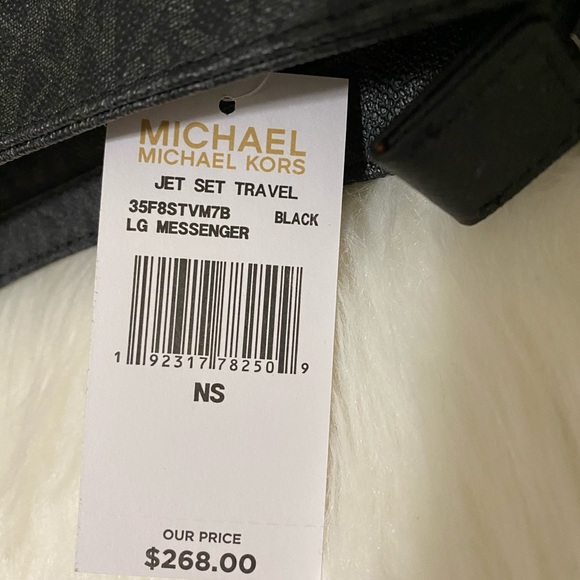 MICHAEL
MICHAEL KORS
JET SET TRAVEL
35F8STVM7B BLACK
LG MESSENGER
1 92317 78250 9
NS
OUR PRICE
$268.00